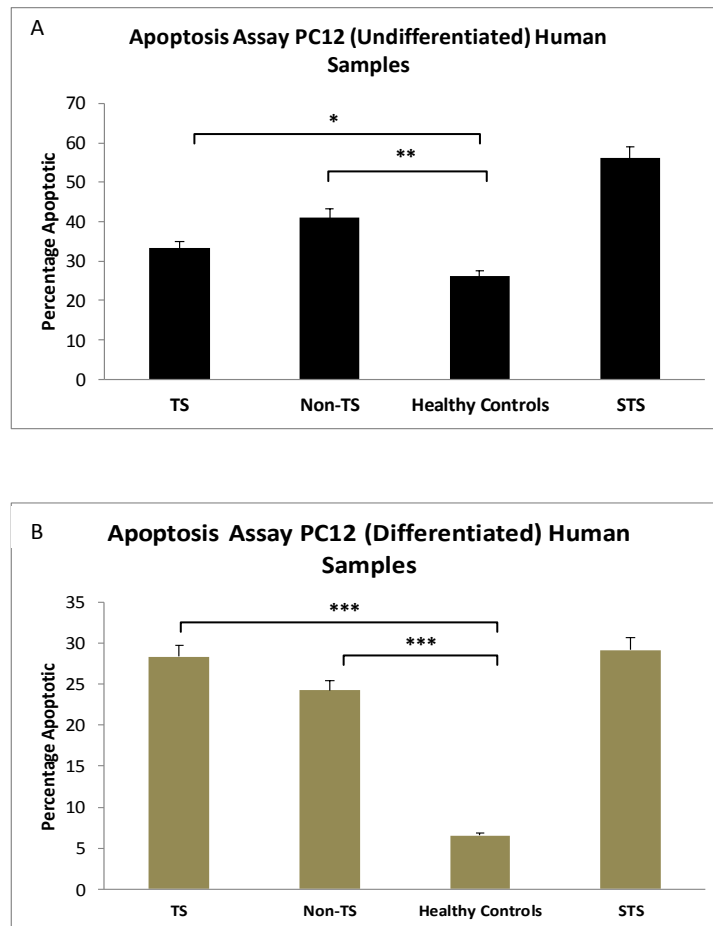 A
Apoptosis Assay PC12 (Undifferentiated) Human
Samples
Percentage Apoptotic
70
60
50
40
30
20
10
0
*
**
TS
Non-TS
Healthy Controls
STS
B
Apoptosis Assay PC12 (Differentiated) Human
Samples
Percentage Apoptotic
35
30
25
20
15
10
5
0
***
***
TS
Non-TS
Healthy Controls
STS